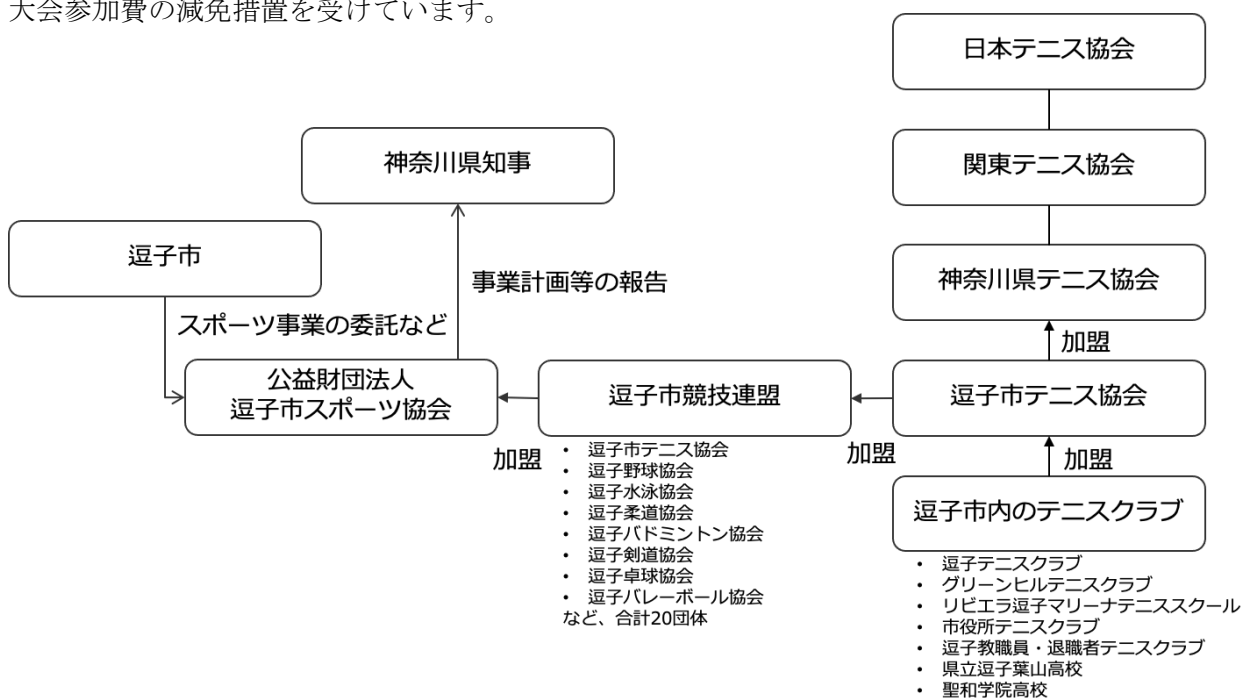 大会参加費の減免措置を受けています。
日本テニス協会
関東テニス協会
神奈川県知事
逗子市
神奈川県テニス協会
事業計画等の報告
スポーツ事業の委託など
加盟
公益財団法人
逗子市スポーツ協会
逗子市競技連盟
逗子市テニス協会
加盟
• 逗子市テニス協会
• 逗子野球協会
• 逗子水泳協会
• 逗子柔道協会
• 逗子バドミントン協会
• 逗子剣道協会
• 逗子卓球協会
• 逗子バレーボール協会
など、合計20団体
加盟
加盟
逗子市内のテニスクラブ
• 逗子テニスクラブ
• グリーンヒルテニスクラブ
• リビエラ逗子マリーナテニススクール
• 市役所テニスクラブ
• 逗子教職員・退職者テニスクラブ
• 県立逗子葉山高校
• 聖和学院高校